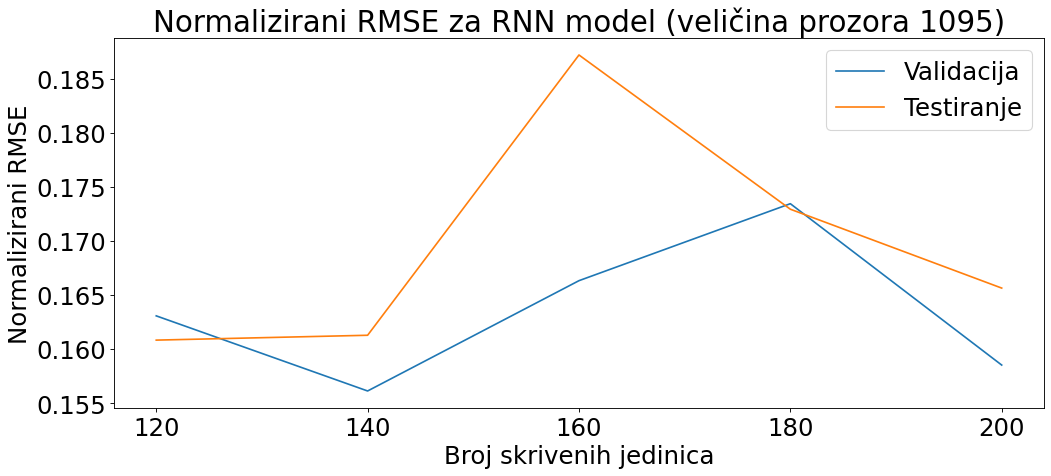 Normalizirani RMSE za RNN model (veličina prozora 1095)
Validacija
Testiranje
Normalizirani RMSE
0.185
0.180
0.175
0.170
0.165
0.160
0.155
120 140 160 180 200
Broj skrivenih jedinica